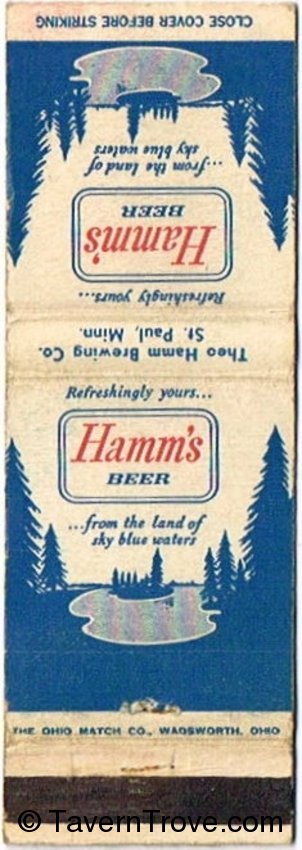 CLOSE COVER BEFORE STRIKING
Refreshingly yours...
Hamm's
BEER
...from the land of
sky blue waters
Theo Hamm Brewing Co.
St. Paul, Minn.
Refreshingly yours...
Hamm's
BEER
...from the land of
sky blue waters
THE OHIO MATCH CO., WADSWORTH, OHIO
© TavernTrove.com